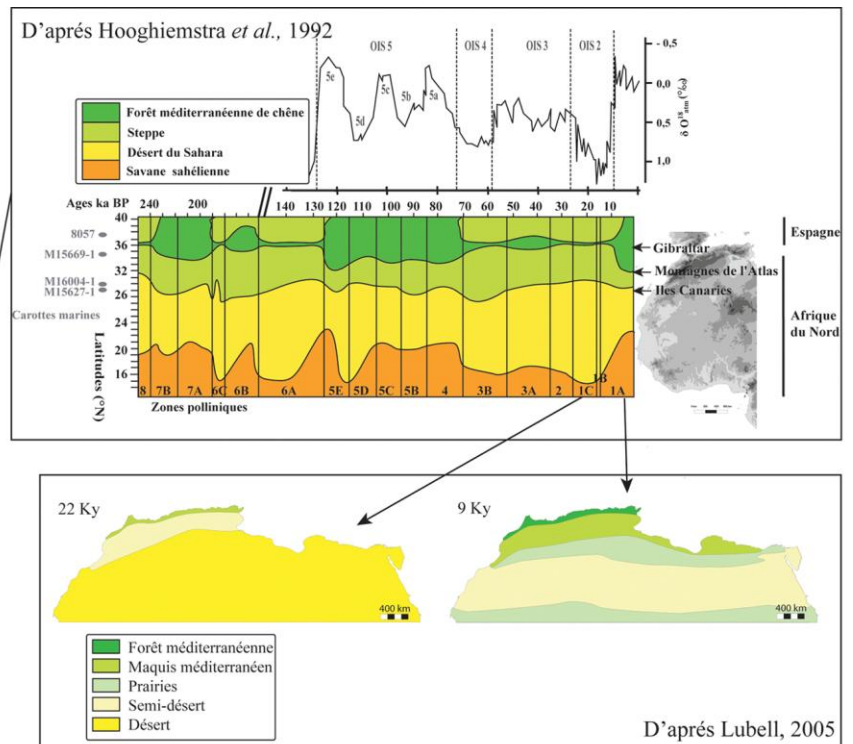 D'aprés Hooghiemstra et al., 1992
OIS 5
OIS 4
OIS 3
OIS 2
5e
5d
5c
5b
5a
- 0,5
0,0
0,5
1,0
δ O¹⁸ atm (°/₀₀)
Forêt méditerranéenne de chêne
Steppe
Désert du Sahara
Savane sahélienne
Ages ka BP
240 200 140 130 120 110 100 90 80 70 60 50 40 30 20 10
40
36
32
28
24
20
16
Latitudes (°N)
8057
M15669-1
M16004-1
M15627-1
Carottes marines
Gibraltar
Montagnes de l'Atlas
Iles Canaries
Espagne
Afrique
du Nord
8 7B 7A 6C 6B 6A 5E 5D 5C 5B 4 3B 3A 2 1C 1B 1A
Zones polliniques
22 Ky
400 km
9 Ky
400 km
Forêt méditerranéenne
Maquis méditerranéen
Prairies
Semi-désert
Désert
D'aprés Lubell, 2005